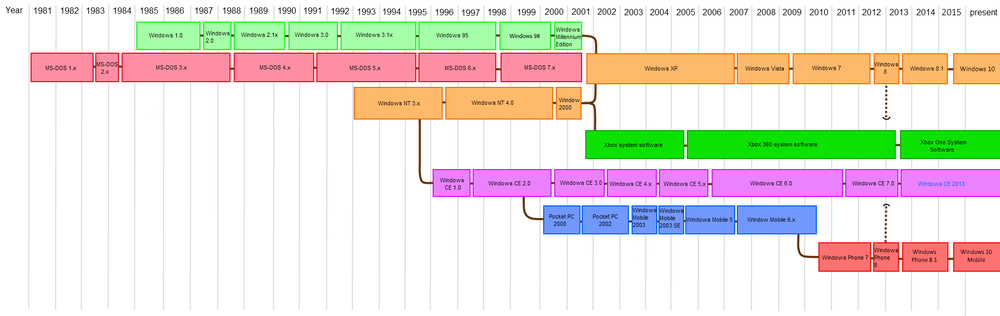 Year 1981 1982 1983 1984 1985 1986 1987 1988 1989 1990 1991 1992 1993 1994 1995 1996 1997 1998 1999 2000 2001 2002 2003 2004 2005 2006 2007 2008 2009 2010 2011 2012 2013 2014 2015 present
Windows 1.0
Windows
2.0
Windows 2.1x
Windows 3.0
Windows 3.1x
Windows 95
Windows 98
Windows
Millennium
Edition
MS-DOS 1.x
MS-DOS
2.x
MS-DOS 3.x
MS-DOS 4.x
MS-DOS 5.x
MS-DOS 6.x
MS-DOS 7.x
Windows XP
Windows Vista
Windows 7
Windows
8
Windows 8.1
Windows 10
Windows NT 3.x
Windows NT 4.0
Window
2000
Xbox system software
Xbox 360 system software
Xbox One System
Software
Windows
CE 1.0
Windows CE 2.0
Windows CE 3.0
Windows CE 4.x
Windows CE 5.x
Windows CE 6.0
Windows CE 7.0
Windows CE 2013
Pocket PC
2000
Pocket PC
2002
Windows
Mobile
2003
Windows
Mobile
2003 SE
Windows Mobile 5
Window Mobile 6.x
Windows Phone 7
Windows
Phone
8
Windows
Phone 8.1
Windows 10
Mobile